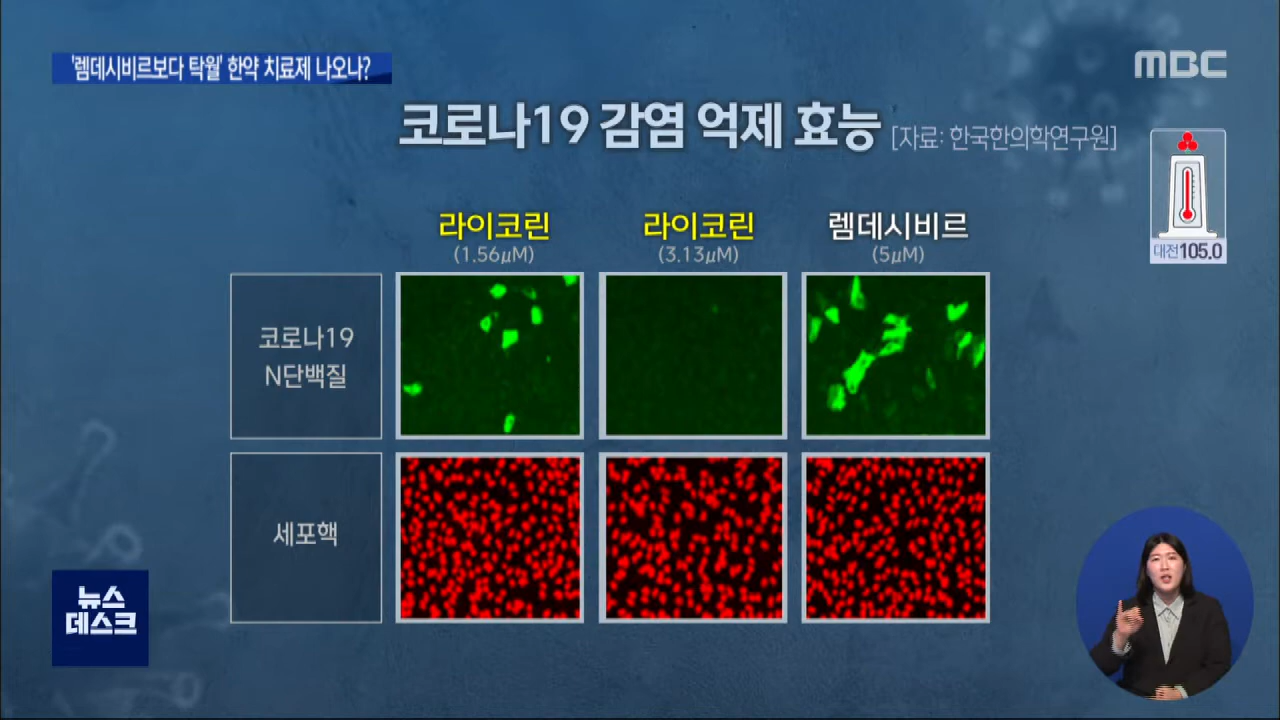 '렘데시비르보다 탁월' 한약 치료제 나오나?
MBC
코로나19 감염 억제 효능 [자료: 한국한의학연구원]
대전105.0
라이코린 라이코린 렘데시비르
(1.56μM) (3.13μM) (5μM)
코로나19
N단백질
세포핵
뉴스
데스크